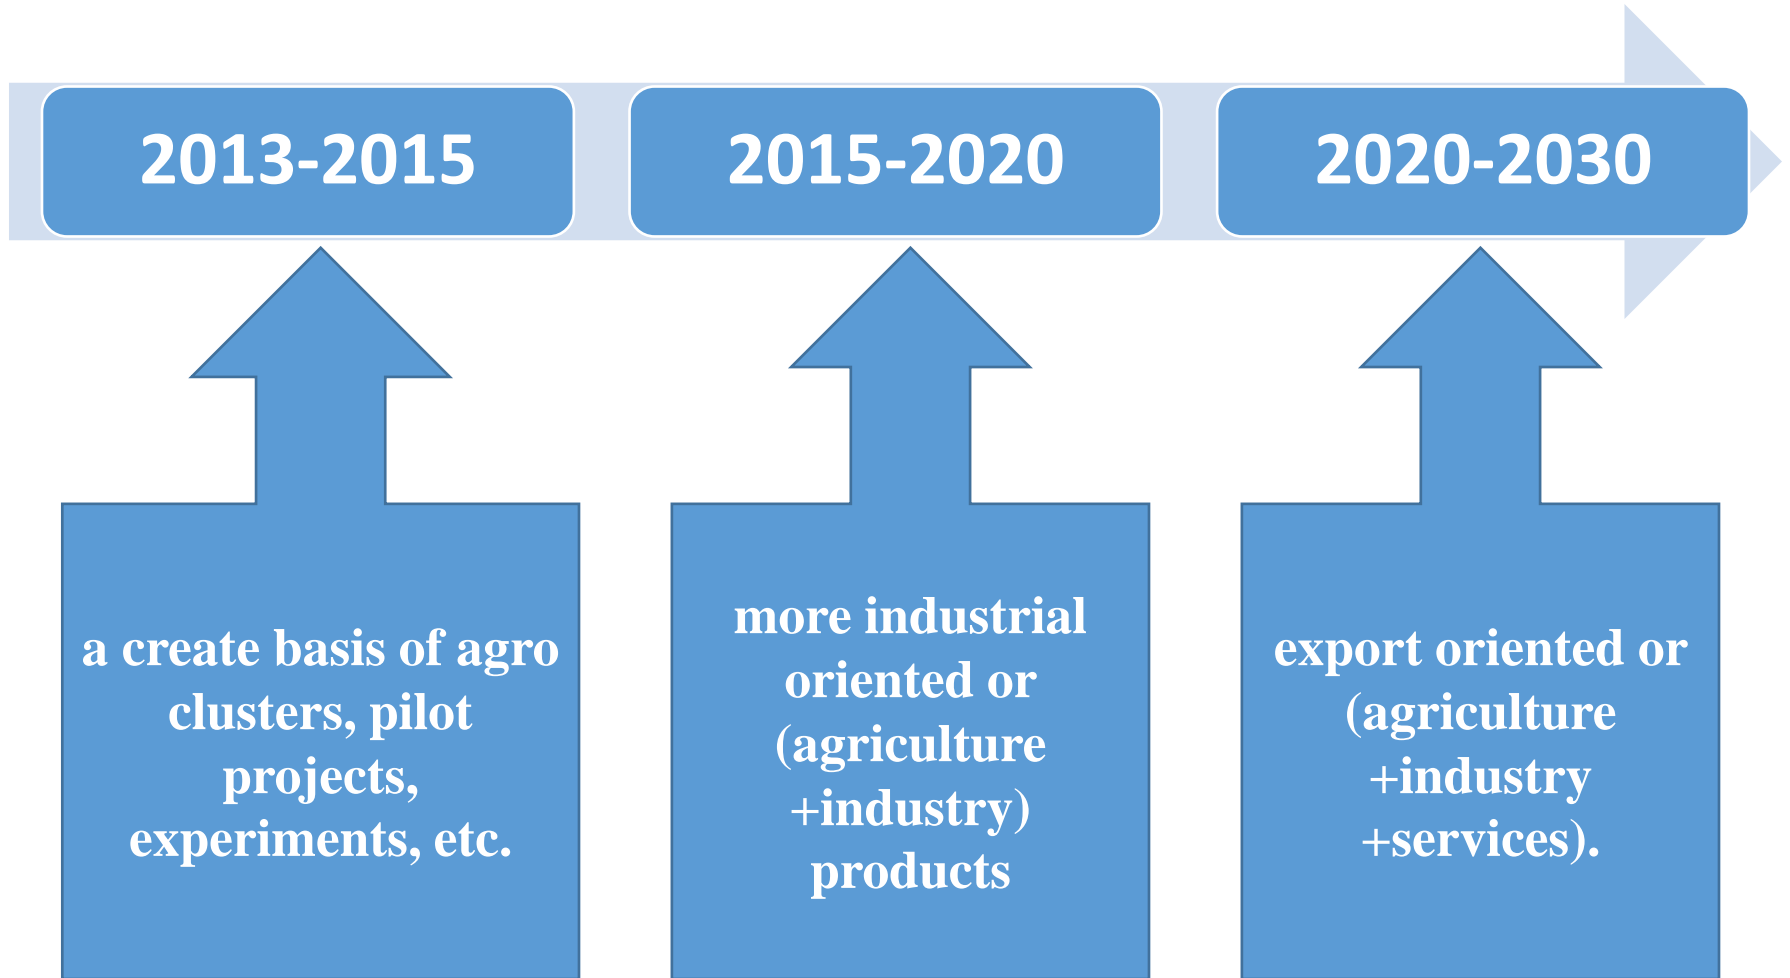 2013-2015
2015-2020
2020-2030
a create basis of agro
clusters, pilot
projects,
experiments, etc.
more industrial
oriented or
(agriculture
+industry)
products
export oriented or
(agriculture
+industry
+services).